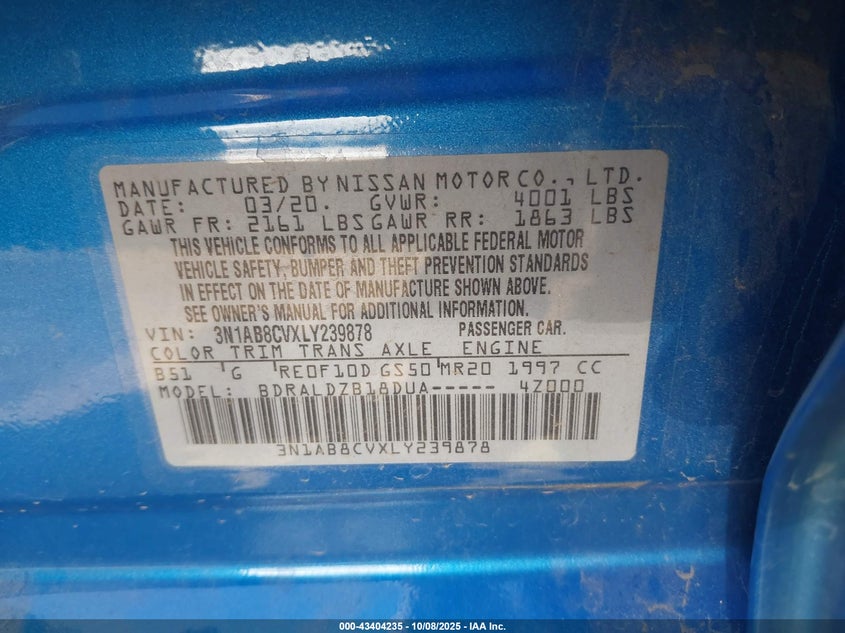 MANUFACTURED BY NISSAN MOTOR CO., LTD.
DATE: 03/20. GVWR: 4001 LBS
GAWR FR: 2161 LBS GAWR RR: 1863 LBS
THIS VEHICLE CONFORMS TO ALL APPLICABLE FEDERAL MOTOR
VEHICLE SAFETY, BUMPER AND THEFT PREVENTION STANDARDS
IN EFFECT ON THE DATE OF MANUFACTURE SHOWN ABOVE.
SEE OWNER'S MANUAL FOR ADDITIONAL INFORMATION.
VIN: 3N1AB8CVXLY239878 PASSENGER CAR.
COLOR TRIM TRANS AXLE ENGINE
B51 G RE0F10D GS50 MR20 1997 CC
MODEL: BDRALDZB18DUA----- 4Z000
3N1AB8CVXLY239878
000-43404235 - 10/08/2025 - IAA Inc.